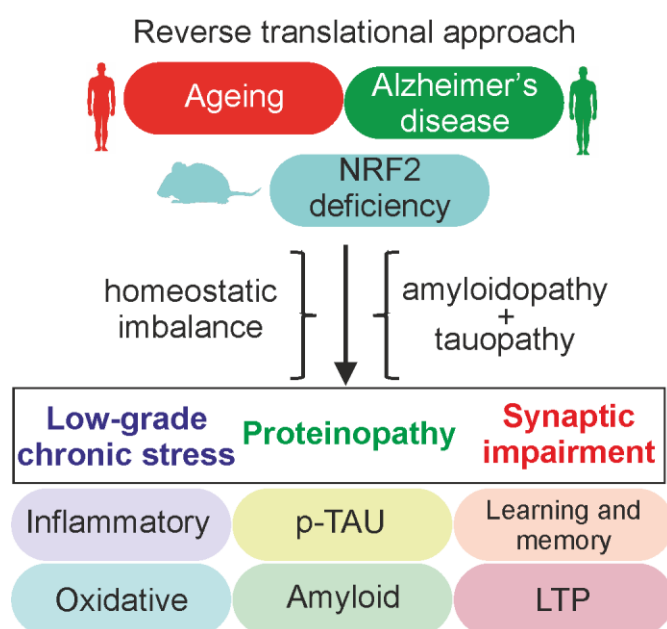 Reverse translational approach
Ageing
Alzheimer's
disease
NRF2
deficiency
homeostatic
imbalance
amyloidopathy
+
tauopathy
Low-grade
chronic stress
Proteinopathy
Synaptic
impairment
Inflammatory
p-TAU
Learning and
memory
Oxidative
Amyloid
LTP